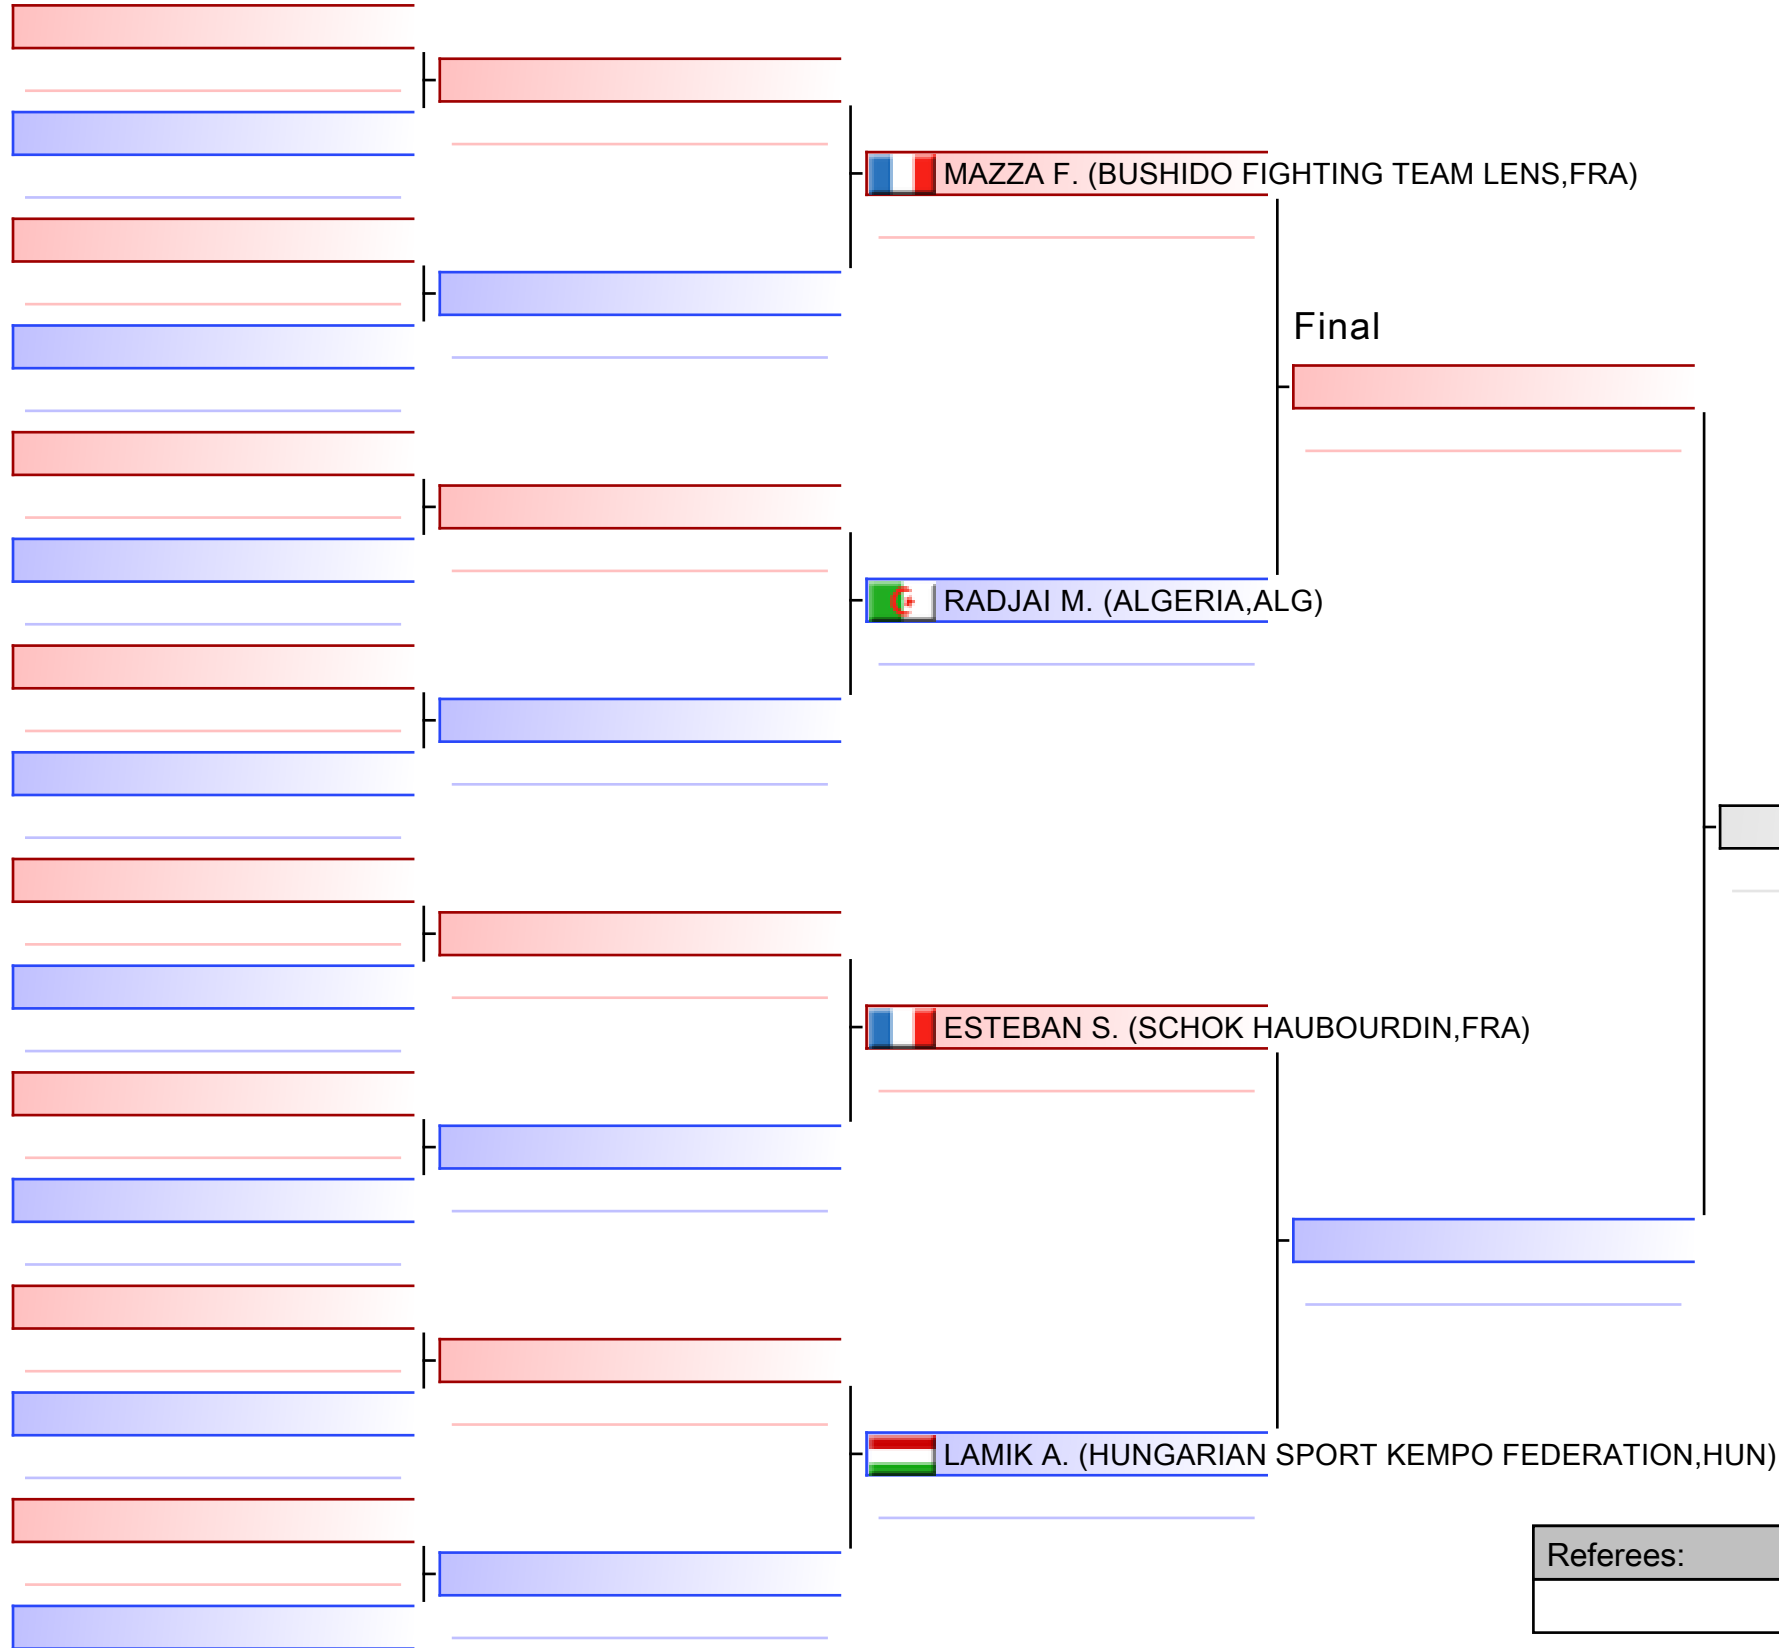 MAZZA F. (BUSHIDO FIGHTING TEAM LENS,FRA)
Final
RADJAI M. (ALGERIA,ALG)
ESTEBAN S. (SCHOK HAUBOURDIN,FRA)
LAMIK A. (HUNGARIAN SPORT KEMPO FEDERATION,HUN)
Referees: